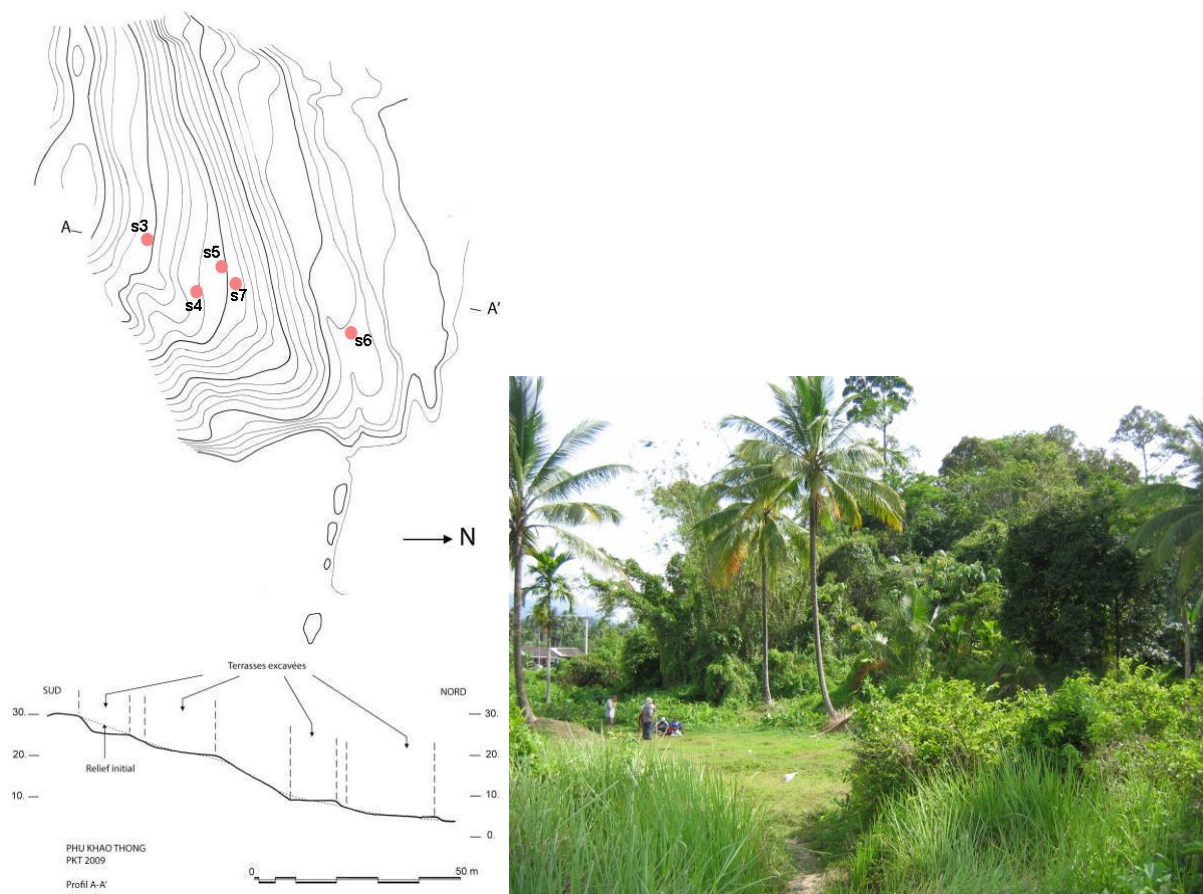 A
s3
s5
s4
s7
A'
s6
N
Terrasses excavées
SUD
NORD
30.
30.
20.
20.
Relief initial
10.
10.
0.
PHU KHAO THONG
PKT 2009
0
50 m
Profil A-A'